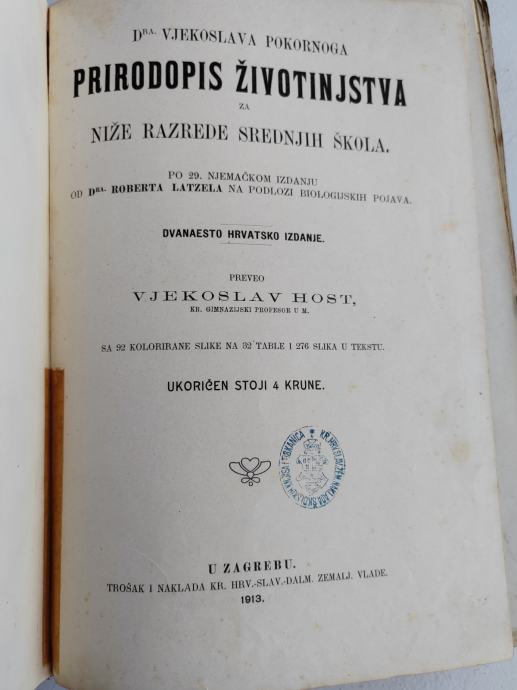 DRA. VJEKOSLAVA POKORNOGA
PRIRODOPIS ŽIVOTINJSTVA
ZA
NIŽE RAZREDE SREDNJIH ŠKOLA.
PO 29. NJEMAČKOM IZDANJU
OD DRA. ROBERTA LATZELA NA PODLOZI BIOLOGIJSKIH POJAVA.
DVANAESTO HRVATSKO IZDANJE.
PREVEO
VJEKOSLAV HOST,
KR. GIMNAZIJSKI PROFESOR U M.
SA 92 KOLORIRANE SLIKE NA 32 TABLE I 276 SLIKA U TEKSTU.
UKORIČEN STOJI 4 KRUNE.
U ZAGREBU.
TROŠAK I NAKLADA KR. HRV.-SLAV.-DALM. ZEMALJ. VLADE.
1913.